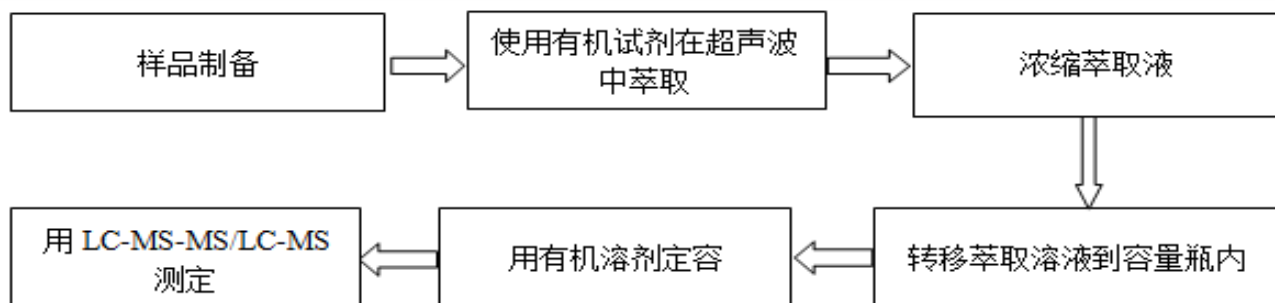 样品制备
使用有机试剂在超声波
中萃取
浓缩萃取液
转移萃取溶液到容量瓶内
用有机溶剂定容
用 LC-MS-MS/LC-MS
测定